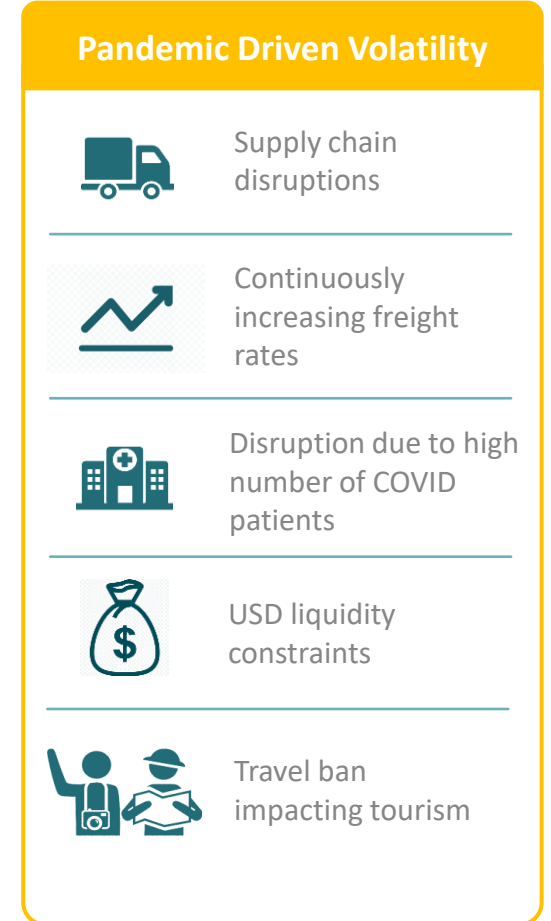 Pandemic Driven Volatility
Supply chain
disruptions
Continuously
increasing freight
rates
Disruption due to high
number of COVID
patients
$
USD liquidity
constraints
Travel ban
impacting tourism